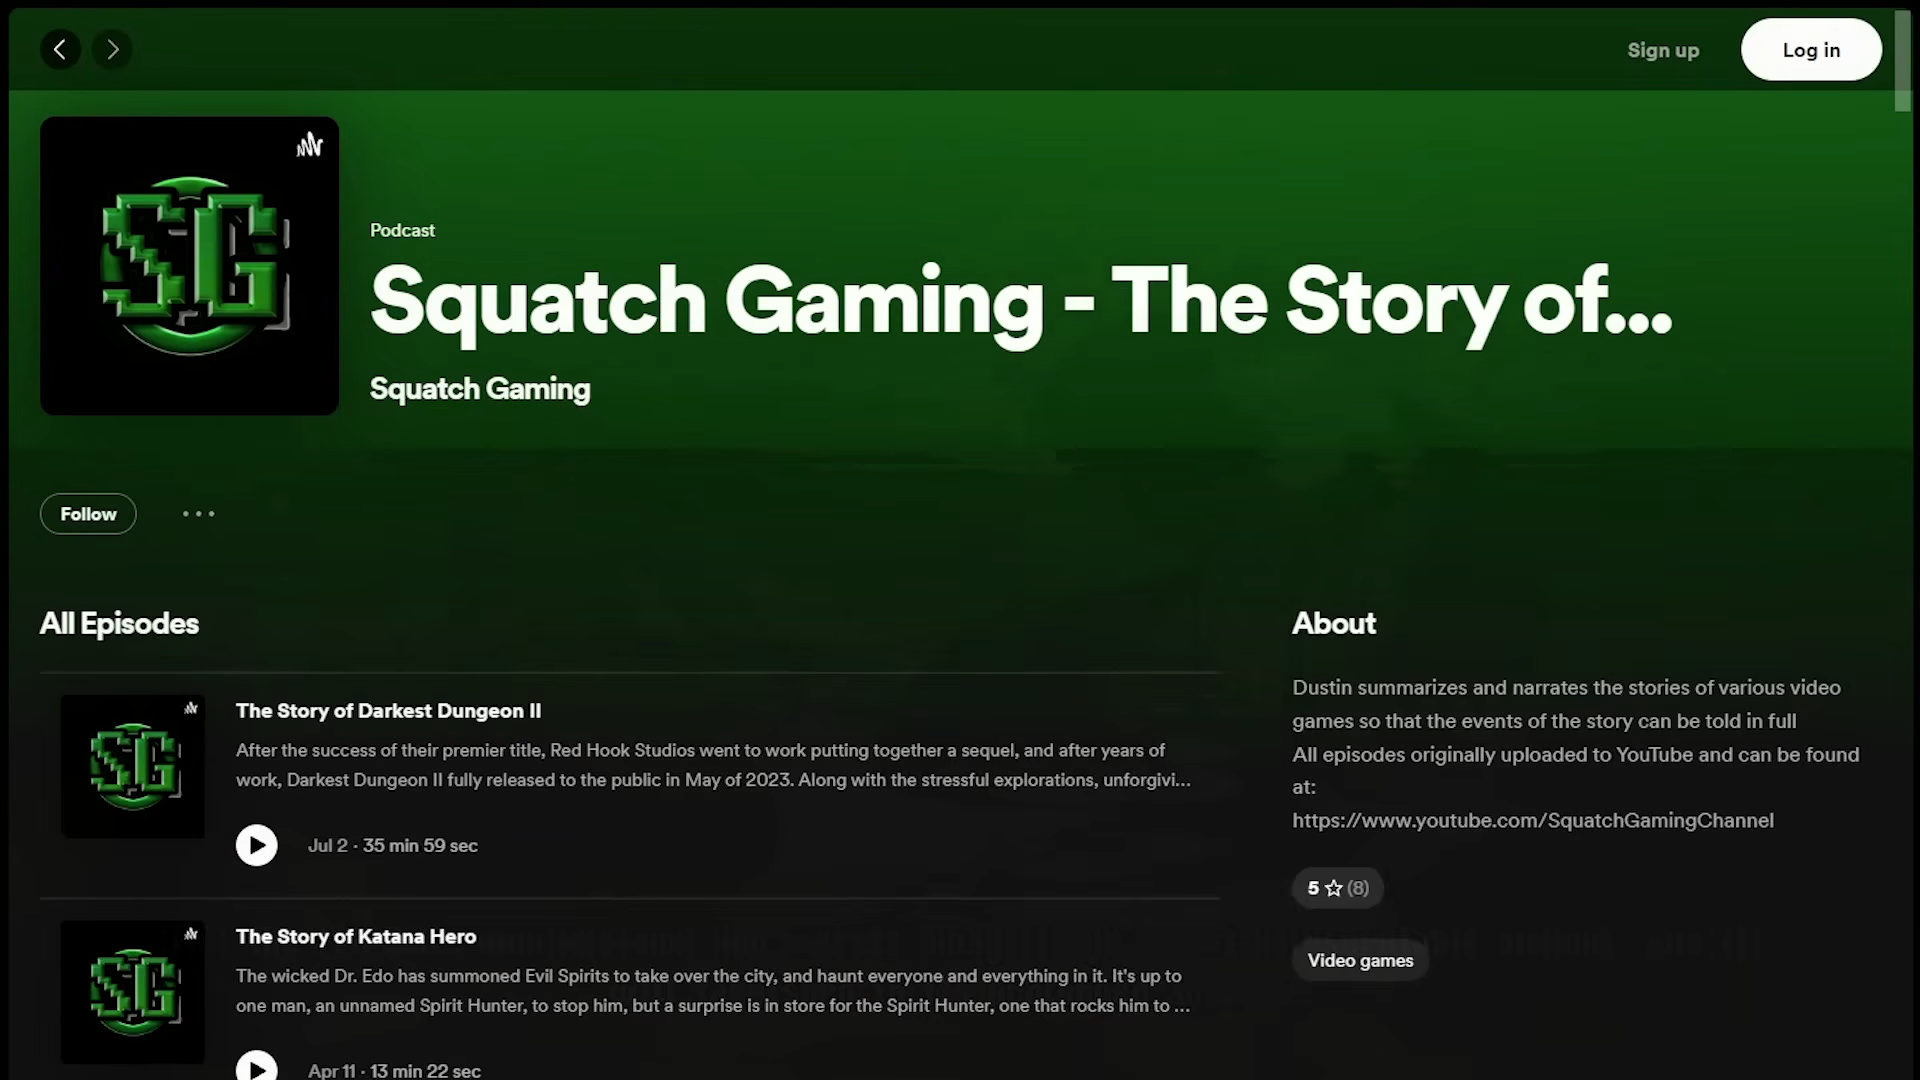 Sign up
Log in
SG
Podcast
Squatch Gaming - The Story of...
Squatch Gaming
Follow
All Episodes
SG
The Story of Darkest Dungeon II
After the success of their premier title, Red Hook Studios went to work putting together a sequel, and after years of
work, Darkest Dungeon II fully released to the public in May of 2023. Along with the stressful explorations, unforgivi...
Jul 2 · 35 min 59 sec
SG
The Story of Katana Hero
The wicked Dr. Edo has summoned Evil Spirits to take over the city, and haunt everyone and everything in it. It's up to
one man, an unnamed Spirit Hunter, to stop him, but a surprise is in store for the Spirit Hunter, one that rocks him to ...
Apr 11 · 13 min 22 sec
About
Dustin summarizes and narrates the stories of various video
games so that the events of the story can be told in full
All episodes originally uploaded to YouTube and can be found
at:
https://www.youtube.com/SquatchGamingChannel
5 ☆ (8)
Video games